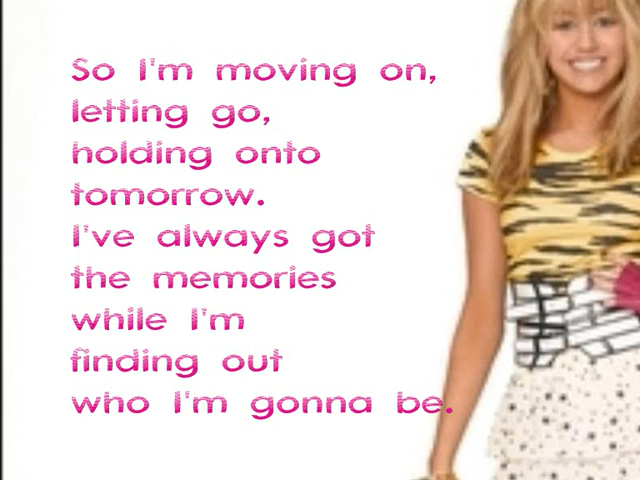 So I'm moving on,
letting go,
holding onto
tomorrow.
I've always got
the memories
while I'm
finding out
who I'm gonna be.